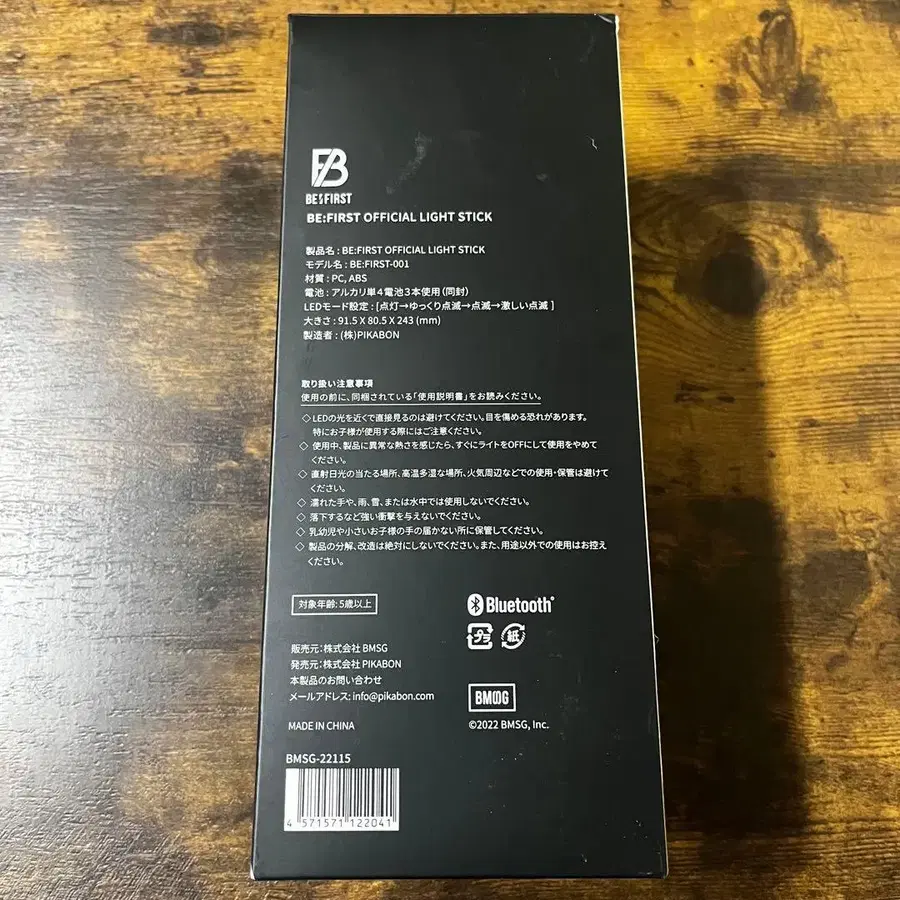 BE:FIRST
BE:FIRST OFFICIAL LIGHT STICK
製品名 : BE:FIRST OFFICIAL LIGHT STICK
モデル名 : BE:FIRST-001
材質 : PC, ABS
電池 : アルカリ単4電池3本使用 (同封)
LEDモード設定 : [点灯→ゆっくり点滅→点滅→激しい点滅 ]
大きさ : 91.5 X 80.5 X 243 (mm)
製造者 : (株)PIKABON
取り扱い注意事項
使用の前に、同梱されている「使用説明書」をお読みください。
◇ LEDの光を近くで直接見るのは避けてください。目を傷める恐れがあります。
特にお子様が使用する際にはご注意ください。
◇ 使用中、製品に異常な熱さを感じたら、すぐにライトをOFFにして使用をやめて
ください。
◇ 直射日光の当たる場所、高温多湿な場所、火気周辺などでの使用・保管は避けて
ください。
◇ 濡れた手や、雨、雪、または水中では使用しないでください。
◇ 落下するなど強い衝撃を与えないでください。
◇ 乳幼児や小さいお子様の手の届かない所に保管してください。
◇ 製品の分解、改造は絶対にしないでください。また、用途以外での使用はお控え
ください。
対象年齢: 5歳以上
Bluetooth®
プラ 紙
販売元: 株式会社 BMSG
発売元: 株式会社 PIKABON
本製品のお問い合わせ
メールアドレス: info@pikabon.com
BMSG
©2022 BMSG, Inc.
MADE IN CHINA
BMSG-22115
4 571571 122041